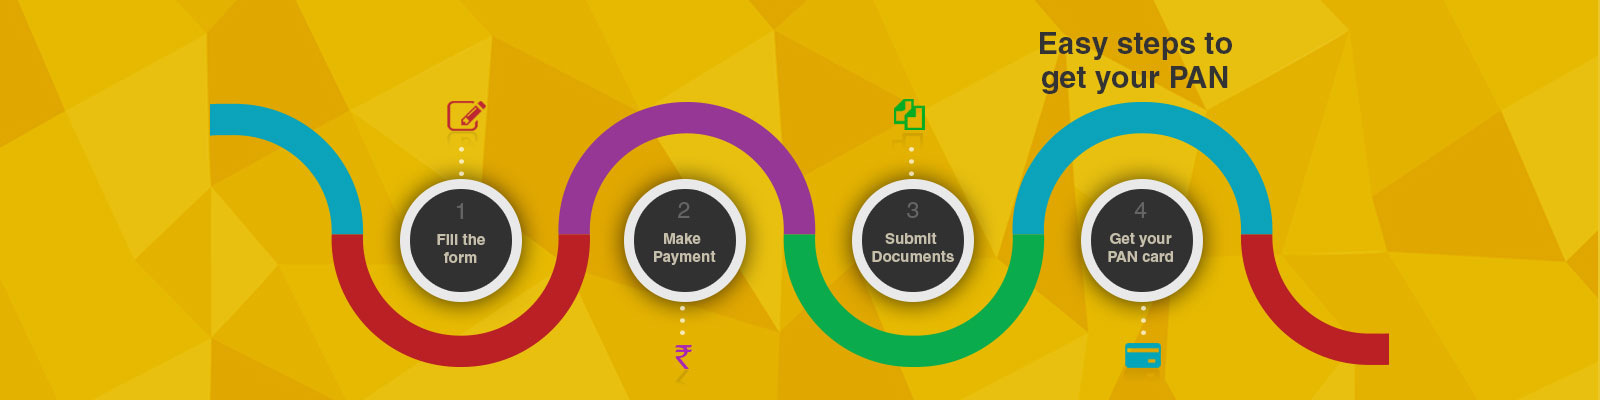 Easy steps to
get your PAN
1
Fill the
form
2
Make
Payment
3
Submit
Documents
4
Get your
PAN card
₹